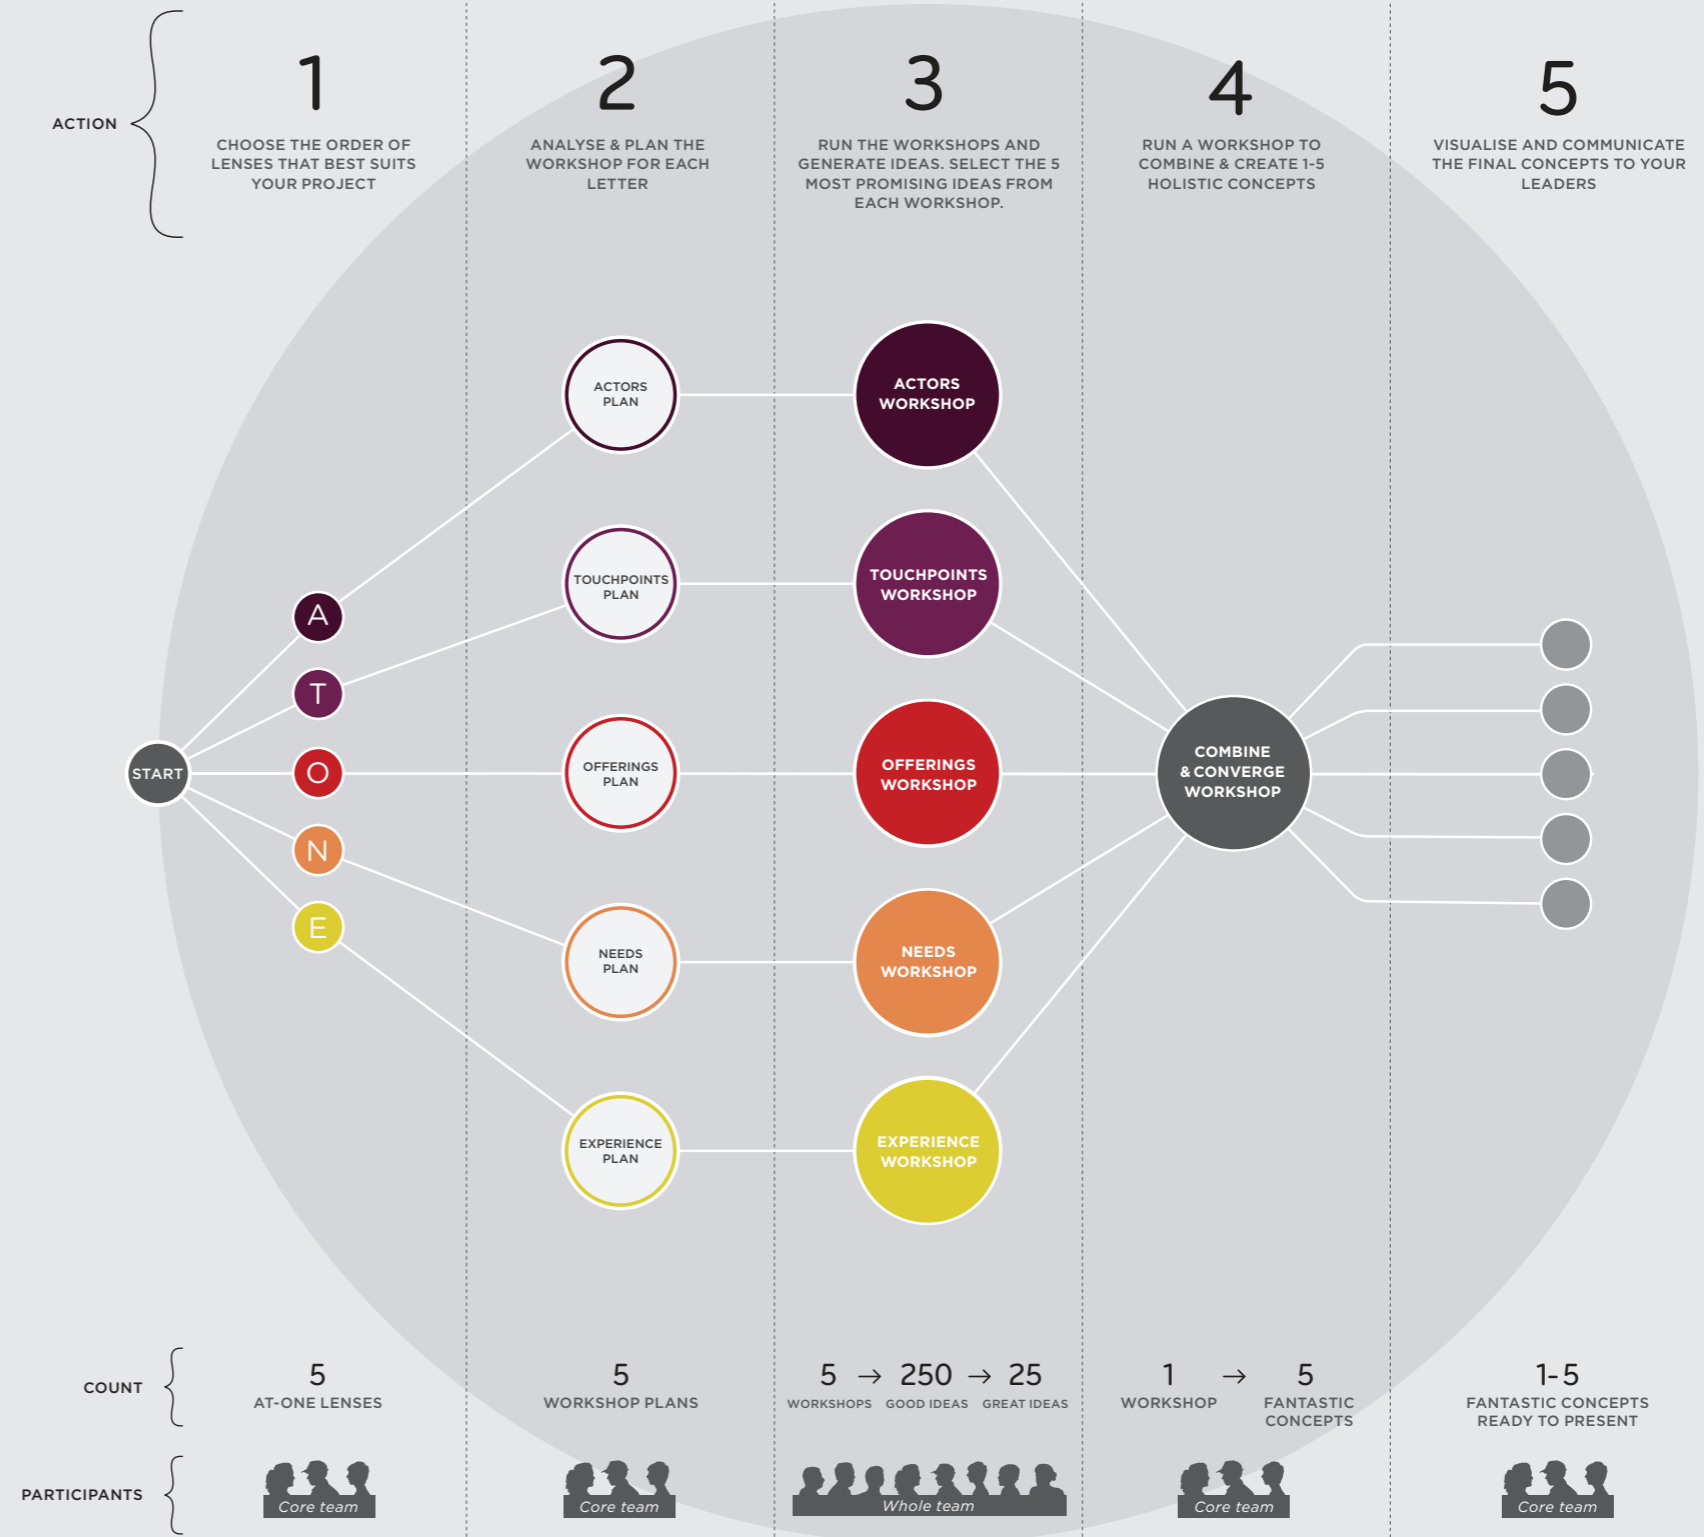 ACTION
1
CHOOSE THE ORDER OF
LENSES THAT BEST SUITS
YOUR PROJECT
2
ANALYSE & PLAN THE
WORKSHOP FOR EACH
LETTER
3
RUN THE WORKSHOPS AND
GENERATE IDEAS. SELECT THE 5
MOST PROMISING IDEAS FROM
EACH WORKSHOP.
4
RUN A WORKSHOP TO
COMBINE & CREATE 1-5
HOLISTIC CONCEPTS
5
VISUALISE AND COMMUNICATE
THE FINAL CONCEPTS TO YOUR
LEADERS
START
A
T
O
N
E
ACTORS
PLAN
TOUCHPOINTS
PLAN
OFFERINGS
PLAN
NEEDS
PLAN
EXPERIENCE
PLAN
ACTORS
WORKSHOP
TOUCHPOINTS
WORKSHOP
OFFERINGS
WORKSHOP
NEEDS
WORKSHOP
EXPERIENCE
WORKSHOP
COMBINE
& CONVERGE
WORKSHOP
COUNT
5
AT-ONE LENSES
5
WORKSHOP PLANS
5 → 250 → 25
WORKSHOPS GOOD IDEAS GREAT IDEAS
1 → 5
WORKSHOP FANTASTIC
CONCEPTS
1-5
FANTASTIC CONCEPTS
READY TO PRESENT
PARTICIPANTS
Core team
Core team
Whole team
Core team
Core team